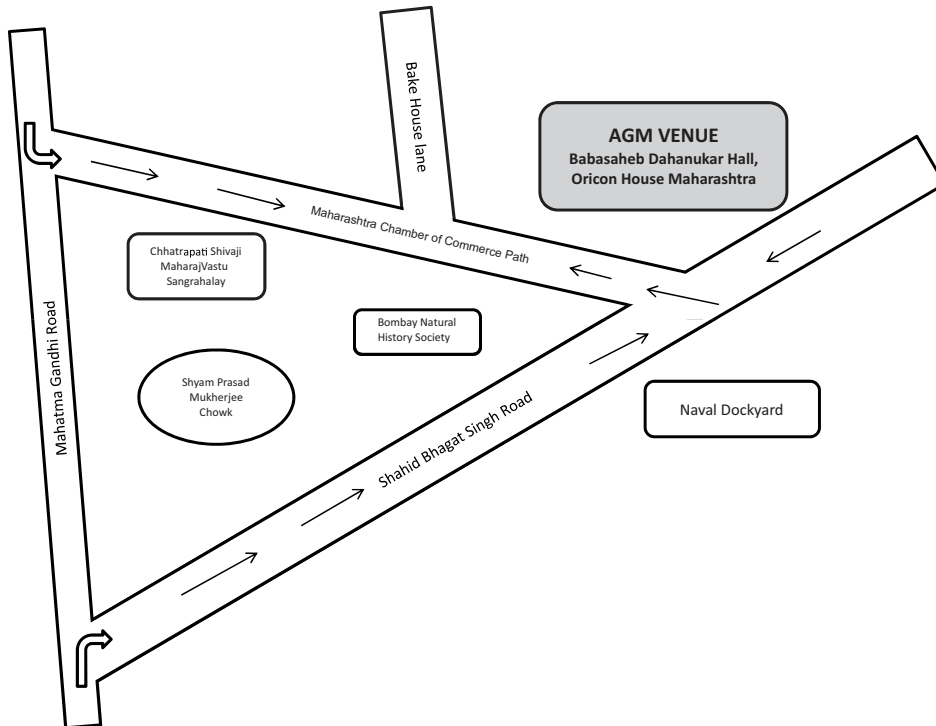 Bake House lane
AGM VENUE
Babasaheb Dahanukar Hall,
Oricon House Maharashtra
Maharashtra Chamber of Commerce Path
Chhatrapati Shivaji
MaharajVastu
Sangrahalay
Bombay Natural
History Society
Mahatma Gandhi Road
Shyam Prasad
Mukherjee
Chowk
Shahid Bhagat Singh Road
Naval Dockyard